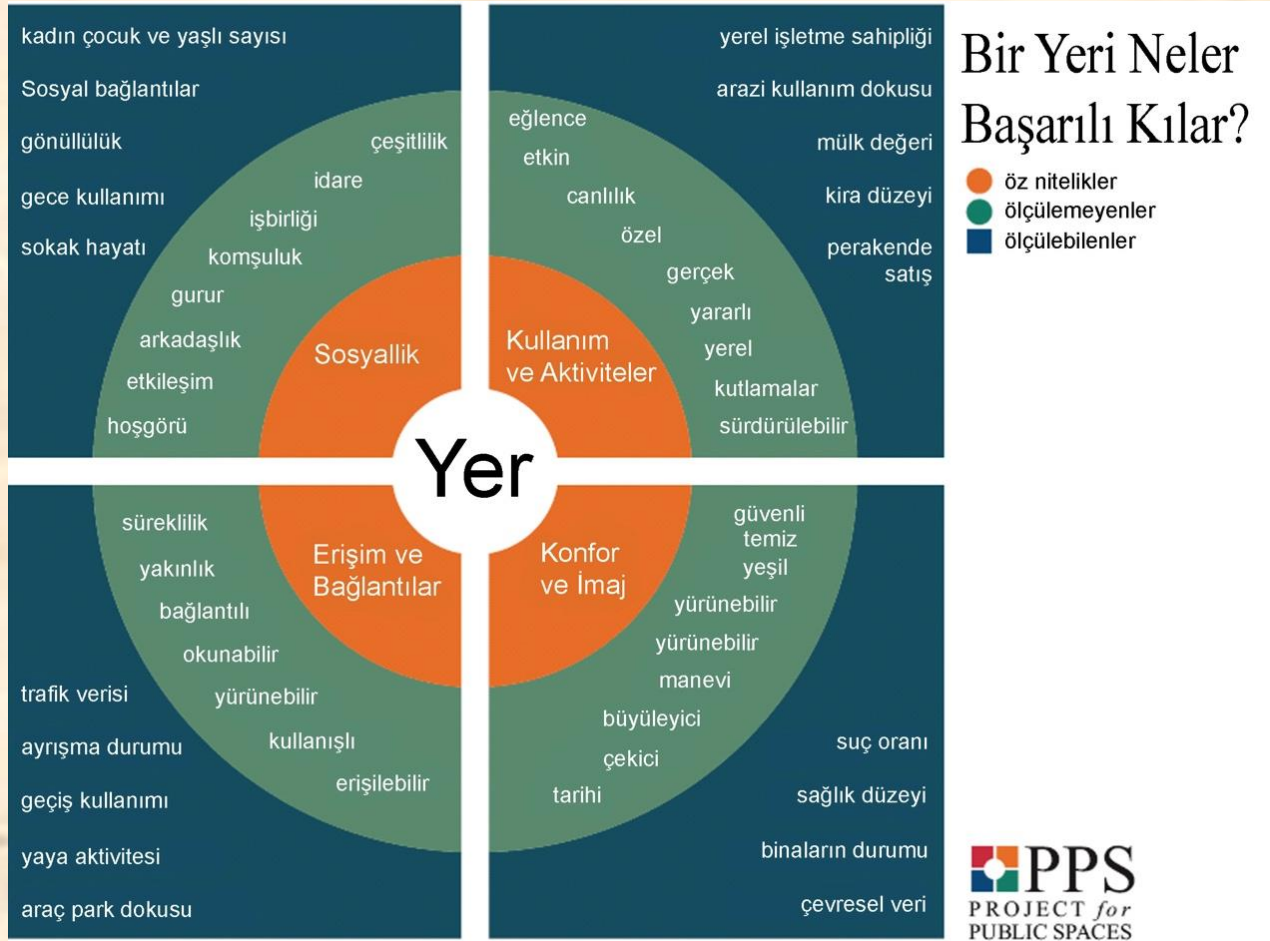 Bir Yeri Neler
Başarılı Kılar?
öz nitelikler
ölçülemeyenler
ölçülebilenler
kadın çocuk ve yaşlı sayısı
Sosyal bağlantılar
gönüllülük
gece kullanımı
sokak hayatı
çeşitlilik
idare
işbirliği
komşuluk
gurur
arkadaşlık
etkileşim
hoşgörü
Sosyallik
yerel işletme sahipliği
arazi kullanım dokusu
mülk değeri
kira düzeyi
perakende
satış
eğlence
etkin
canlılık
özel
gerçek
yararlı
yerel
kutlamalar
sürdürülebilir
Kullanım
ve Aktiviteler
Yer
Erişim ve
Bağlantılar
süreklilik
yakınlık
bağlantılı
okunabilir
yürünebilir
kullanışlı
erişilebilir
trafik verisi
ayrışma durumu
geçiş kullanımı
yaya aktivitesi
araç park dokusu
Konfor
ve İmaj
güvenli
temiz
yeşil
yürünebilir
yürünebilir
manevi
büyüleyici
çekici
tarihi
suç oranı
sağlık düzeyi
binaların durumu
çevresel veri
PPS
PROJECT for
PUBLIC SPACES